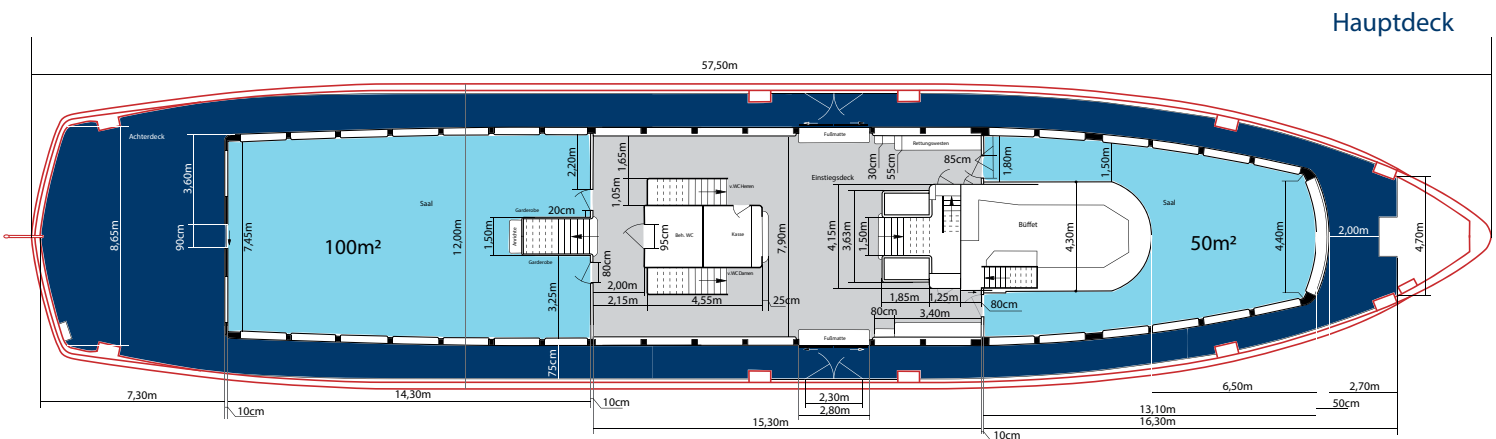 Hauptdeck
57,50m
Achterdeck
Fußmatte
Rettungswesten
3,60m
2,20m
1,65m
30cm
55cm
85cm
1,80m
1,50m
Einstiegsdeck
1,05m
v.WC Herren
Saal
Garderobe
20cm
Saal
8,65m
90cm
7,45m
100m²
12,00m
1,50m
Anrichte
95cm
Beh. WC
Kasse
7,90m
4,15m
3,63m
1,50m
Büffet
4,30m
50m²
4,40m
2,00m
4,70m
Garderobe
80cm
v.WC Damen
2,00m
3,25m
2,15m
4,55m
25cm
1,85m
1,25m
80cm
80cm
3,40m
Fußmatte
75cm
7,30m
14,30m
2,30m
6,50m
2,70m
10cm
10cm
2,80m
13,10m
50cm
15,30m
16,30m
10cm